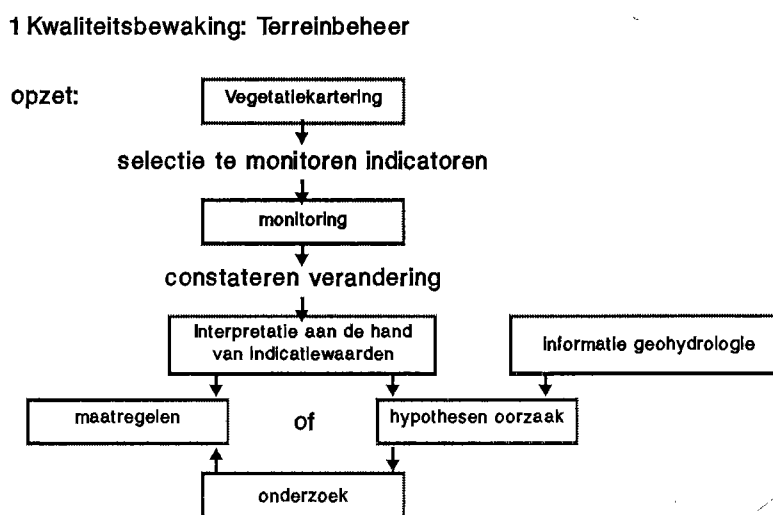 1 Kwaliteitsbewaking: Terreinbeheer
opzet:
Vegetatiekartering
selectie te monitoren indicatoren
monitoring
constateren verandering
Interpretatie aan de hand
van indicatiewaarden
informatie geohydrologie
maatregelen
of
hypothesen oorzaak
onderzoek